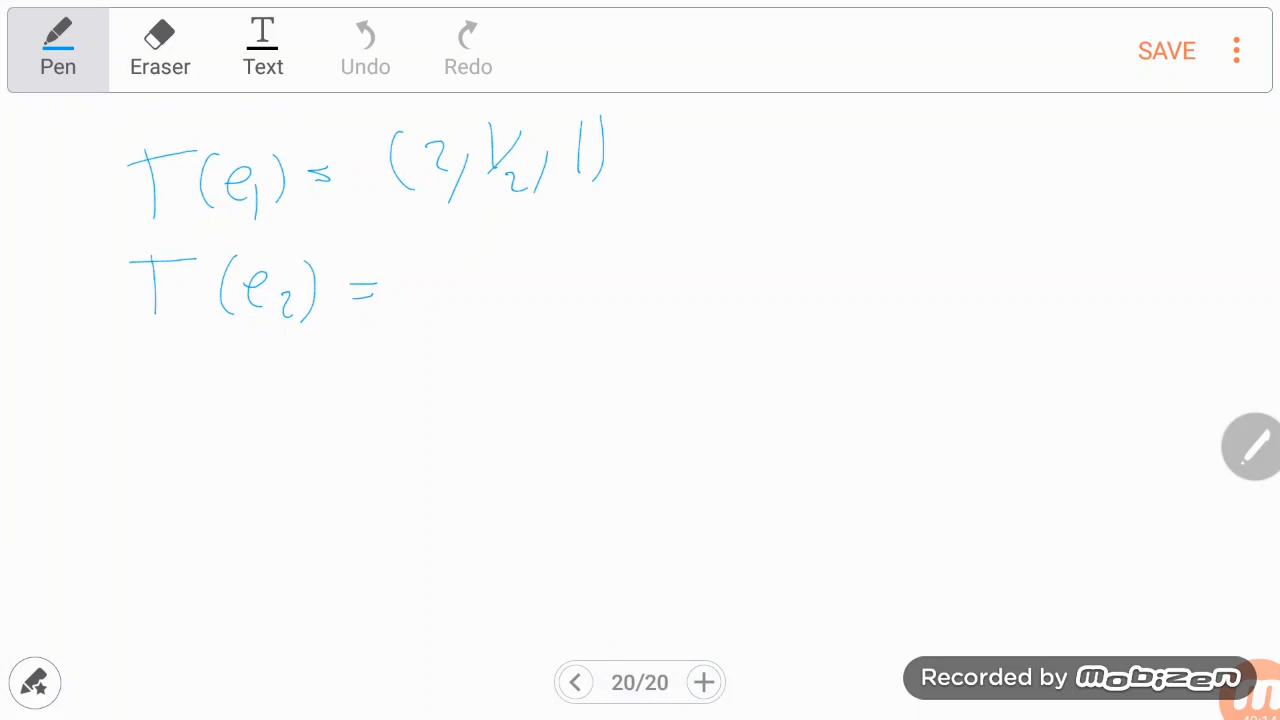 Pen Eraser Text Undo Redo SAVE
T(e₁) = (2, 1/2, 1)
T(e₂) =
20/20
Recorded by mobizen